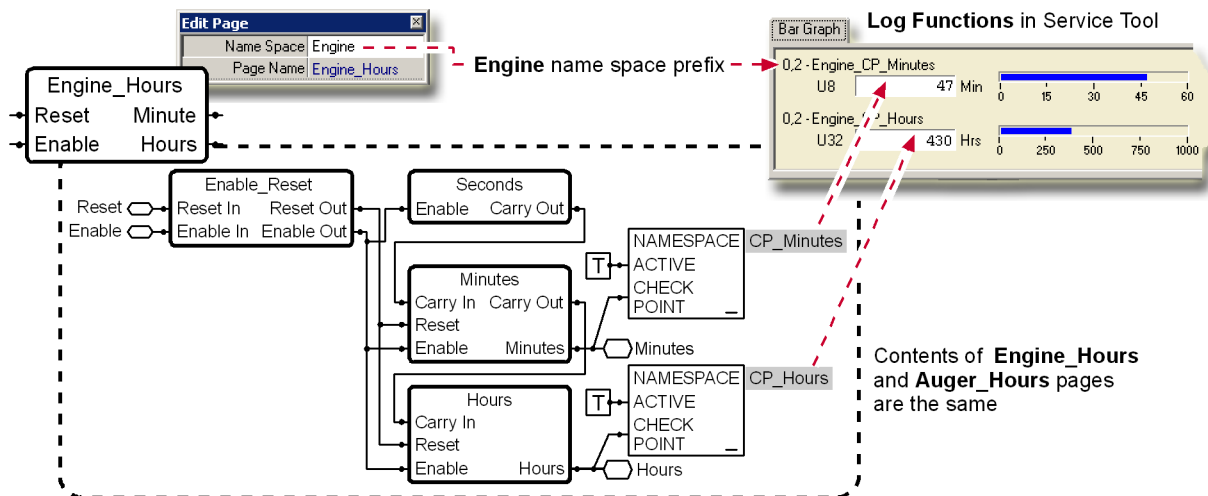 Edit Page
Name Space Engine
Page Name Engine_Hours
Engine name space prefix
Log Functions in Service Tool
Bar Graph
0,2 - Engine_CP_Minutes
U8 47 Min
0 15 30 45 60
0,2 - Engine_CP_Hours
U32 430 Hrs
0 250 500 750 1000
Engine_Hours
Reset Minute
Enable Hours
Reset
Enable
Enable_Reset
Reset In Reset Out
Enable In Enable Out
Seconds
Enable Carry Out
Minutes
Carry In Carry Out
Reset
Enable Minutes
Hours
Carry In
Reset
Enable Hours
NAMESPACE CP_Minutes
T ACTIVE
CHECK
POINT _
Minutes
NAMESPACE CP_Hours
T ACTIVE
CHECK
POINT _
Hours
Contents of Engine_Hours
and Auger_Hours pages
are the same